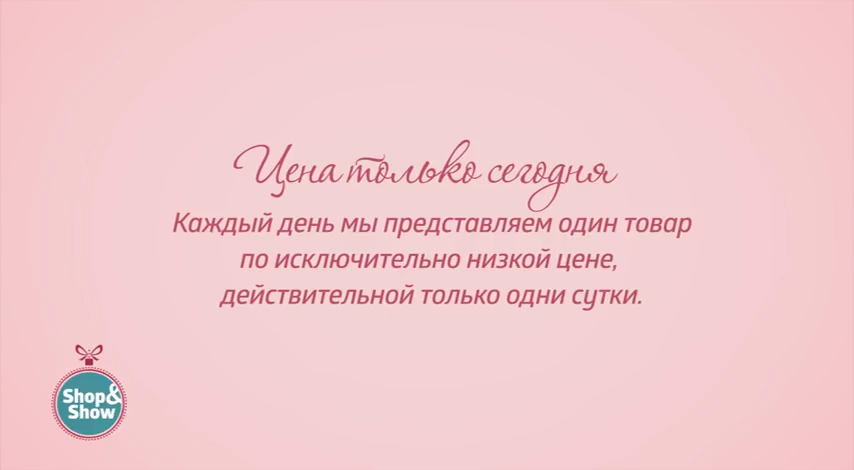 Цена только сегодня
Каждый день мы представляем один товар
по исключительно низкой цене,
действительной только одни сутки.
Shop&
Show